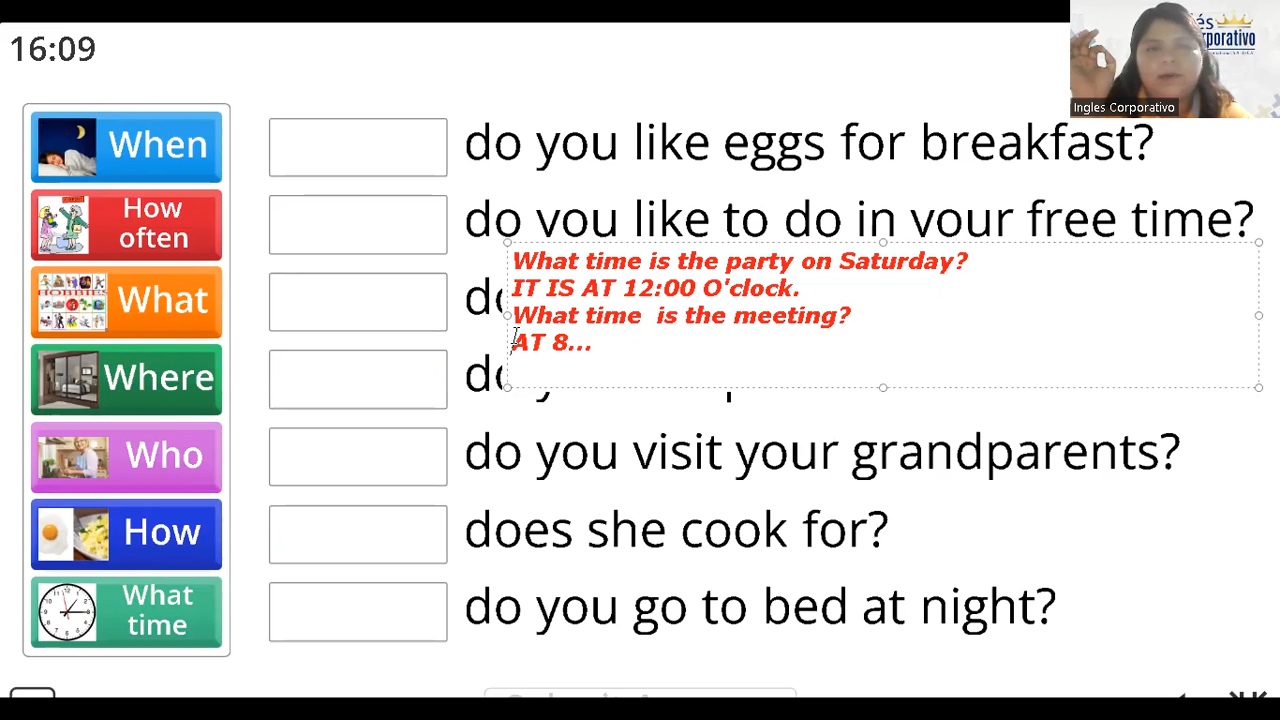 16:09
When
How
often
What
Where
Who
How
What
time
do you like eggs for breakfast?
do you like to do in your free time?
What time is the party on Saturday?
IT IS AT 12:00 O'clock.
What time is the meeting?
AT 8...
do you visit your grandparents?
does she cook for?
do you go to bed at night?
Ingles Corporativo